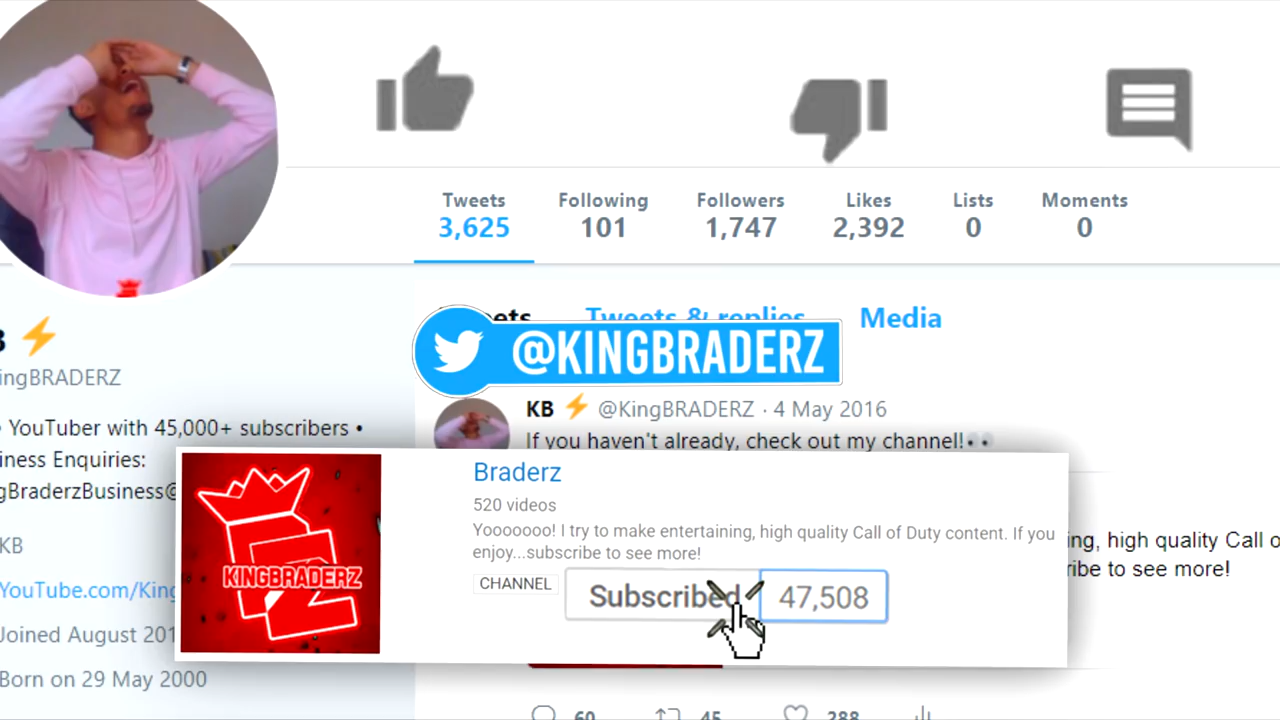 Tweets Following Followers Likes Lists Moments
3,625 101 1,747 2,392 0 0
Tweets & replies Media
@KINGBRADERZ
ingBRADERZ
KB ⚡ @KingBRADERZ · 4 May 2016
If you haven't already, check out my channel!👀
YouTuber with 45,000+ subscribers •
iness Enquiries:
gBraderzBusiness@
KB
YouTube.com/King
Joined August 201
Born on 29 May 2000
KINGBRADERZ
Braderz
520 videos
Yooooooo! I try to make entertaining, high quality Call of Duty content. If you
enjoy...subscribe to see more!
CHANNEL Subscribed 47,508
ing, high quality Call o
ribe to see more!
60 45 288